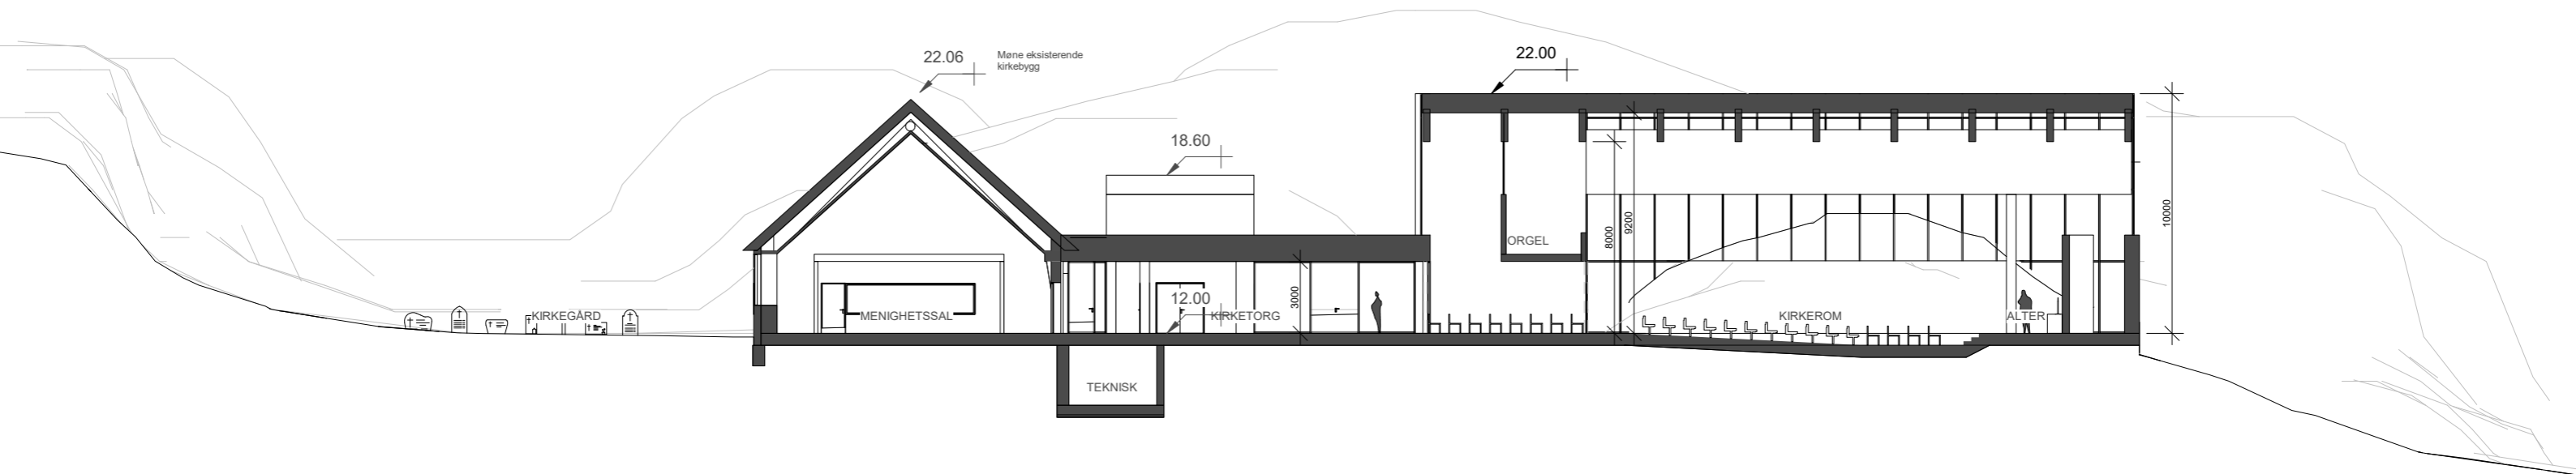 22.06
Møne eksisterende
kirkebygg
22.00
18.60
12.00
3000
8000
9200
10000
ORGEL
KIRKEGÅRD
MENIGHETSSAL
KIRKETORG
KIRKEROM
ALTER
TEKNISK